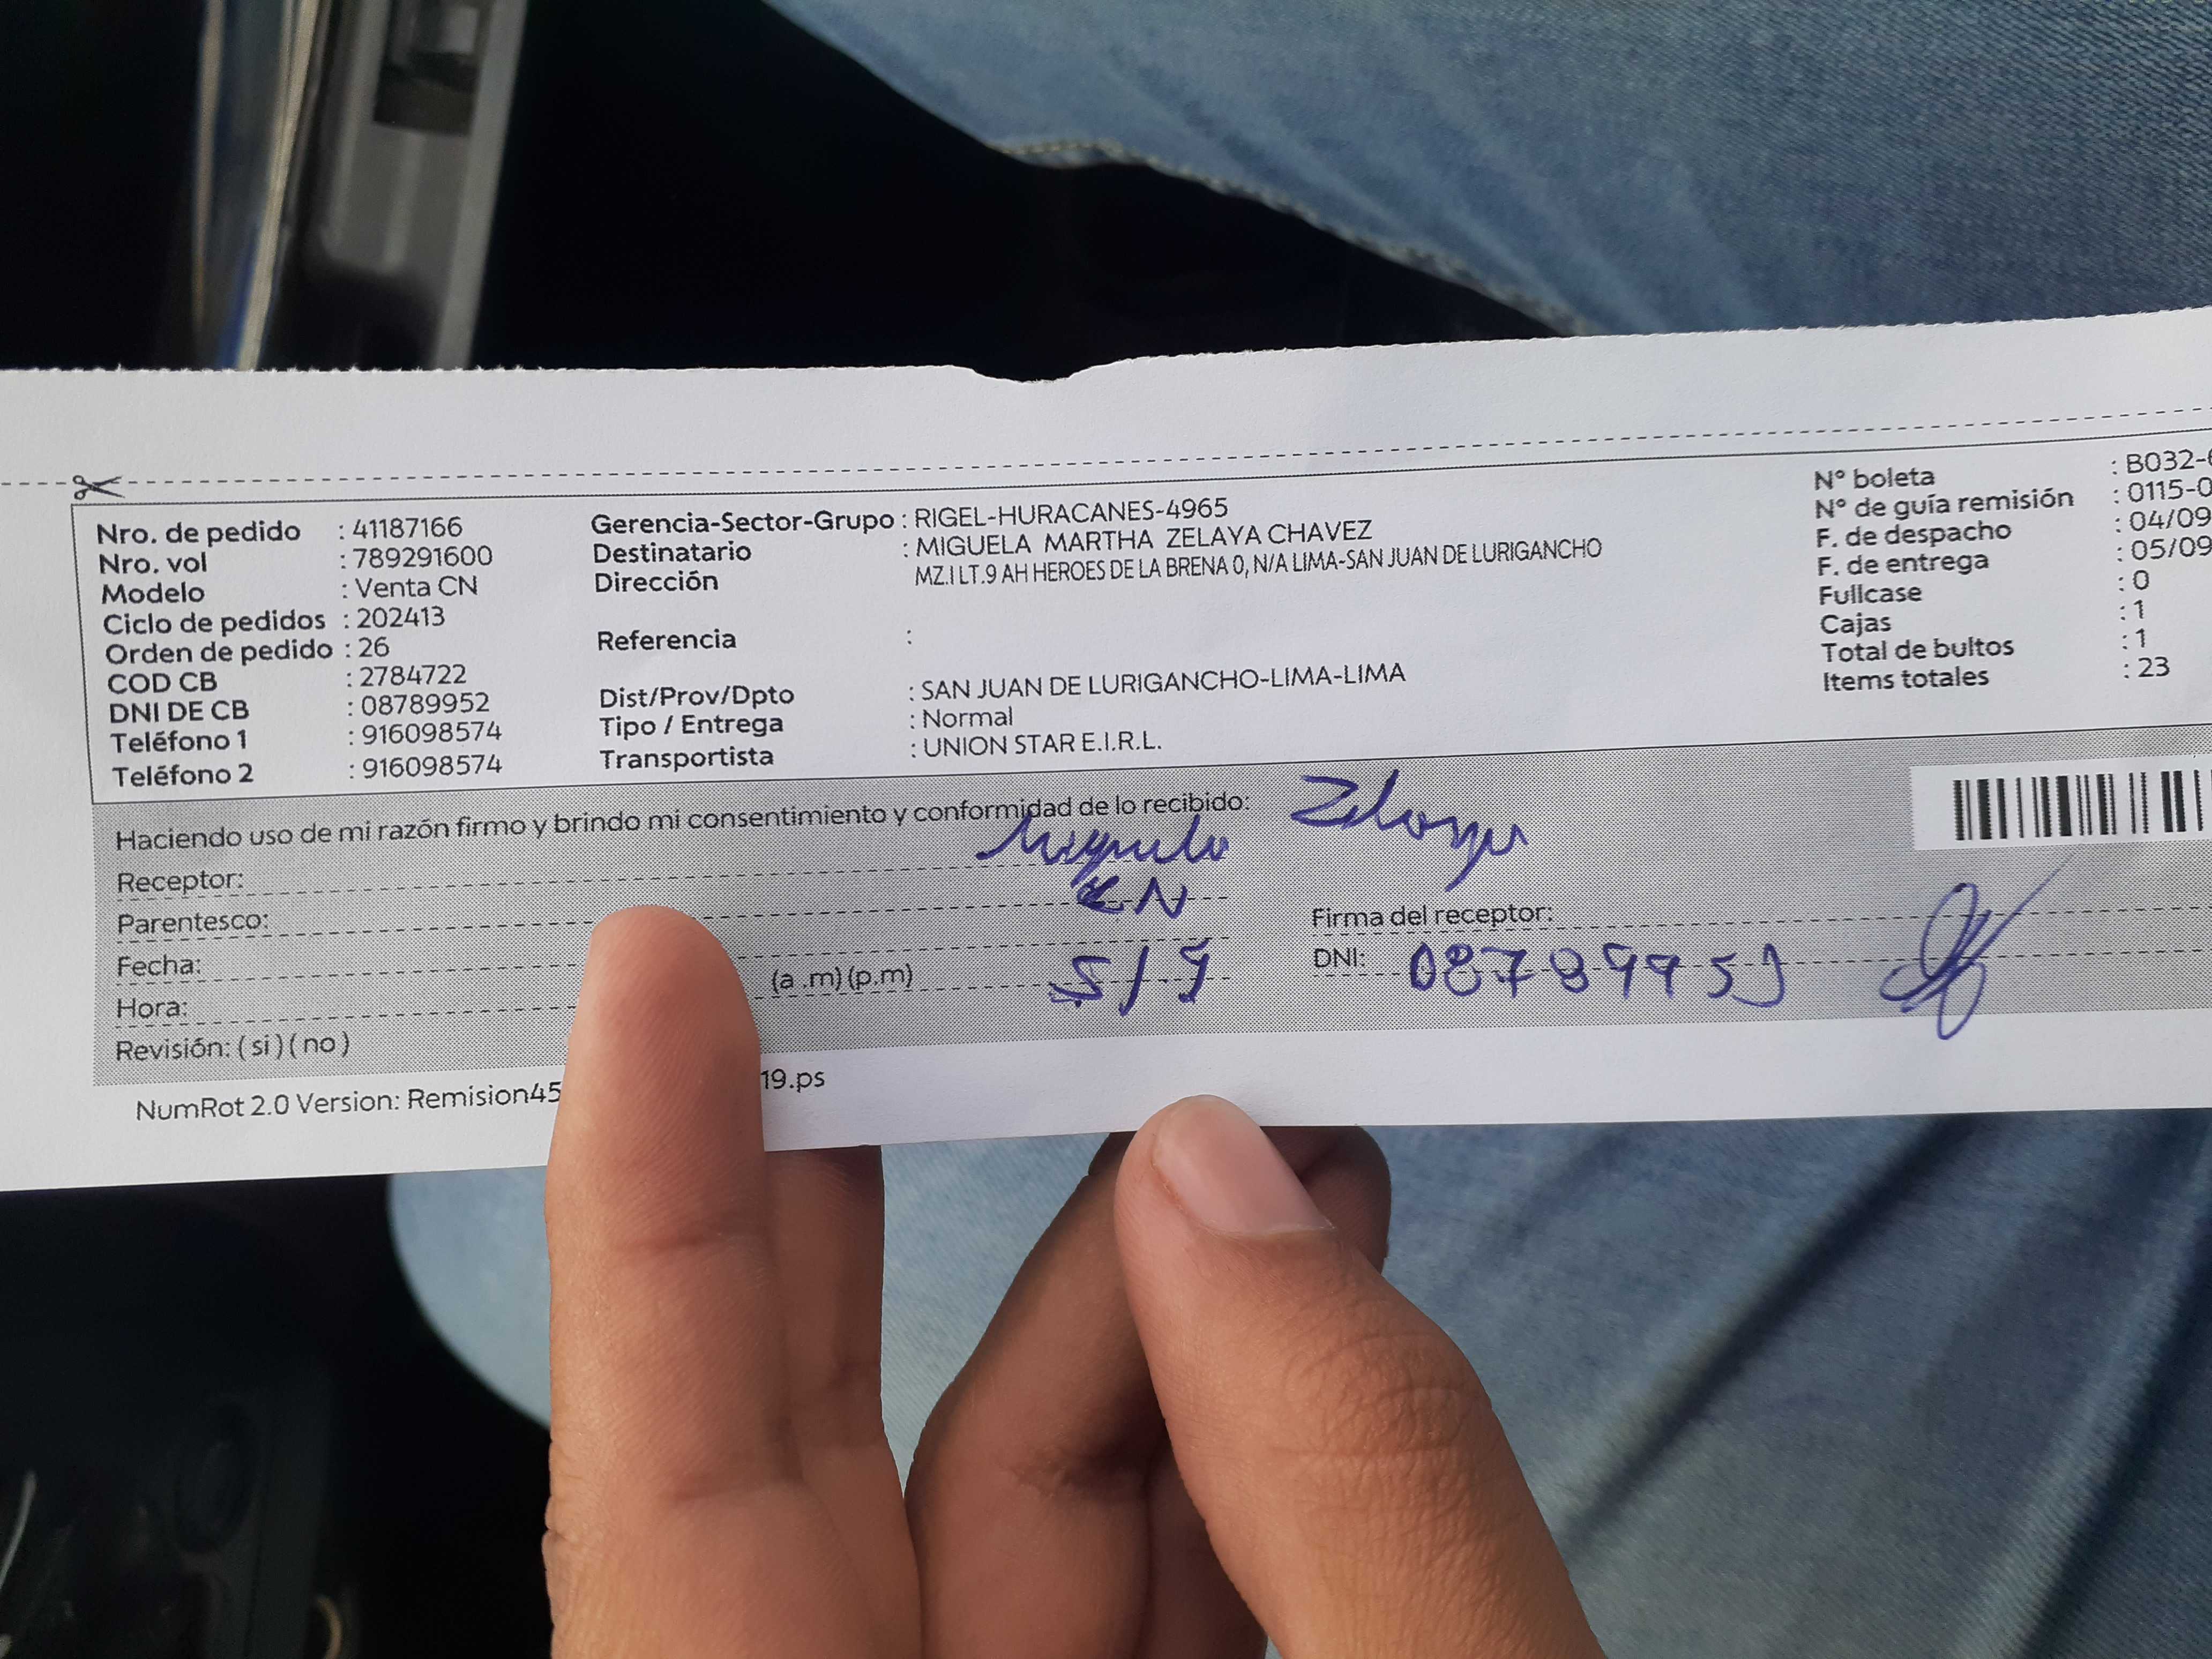 Nro. de pedido : 41187166
Nro. vol : 789291600
Modelo : Venta CN
Ciclo de pedidos : 202413
Orden de pedido : 26
COD CB : 2784722
DNI DE CB : 08789952
Teléfono 1 : 916098574
Teléfono 2 : 916098574
Gerencia-Sector-Grupo : RIGEL-HURACANES-4965
Destinatario : MIGUELA MARTHA ZELAYA CHAVEZ
Dirección MZ.I LT.9 AH HEROES DE LA BRENA 0, N/A LIMA-SAN JUAN DE LURIGANCHO
Referencia :
Dist/Prov/Dpto : SAN JUAN DE LURIGANCHO-LIMA-LIMA
Tipo / Entrega : Normal
Transportista : UNION STAR E.I.R.L.
N° boleta : B032-
N° de guía remisión : 0115-0
F. de despacho : 04/09
F. de entrega : 05/09
Fullcase : 0
Cajas : 1
Total de bultos : 1
Items totales : 23
Haciendo uso de mi razón firmo y brindo mi consentimiento y conformidad de lo recibido:
Receptor: Miguela Zelaya
Parentesco: CN
Fecha: 5/9
Hora: (a .m) (p.m)
Revisión: ( si ) ( no )
Firma del receptor:
DNI:
NumRot 2.0 Version: Remision45 19.ps